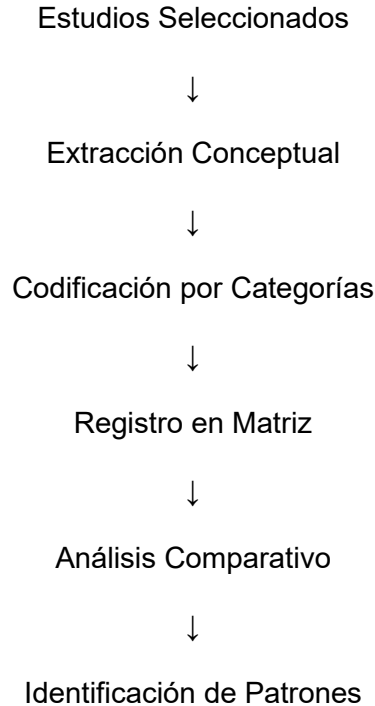 Estudios Seleccionados
↓
Extracción Conceptual
↓
Codificación por Categorías
↓
Registro en Matriz
↓
Análisis Comparativo
↓
Identificación de Patrones